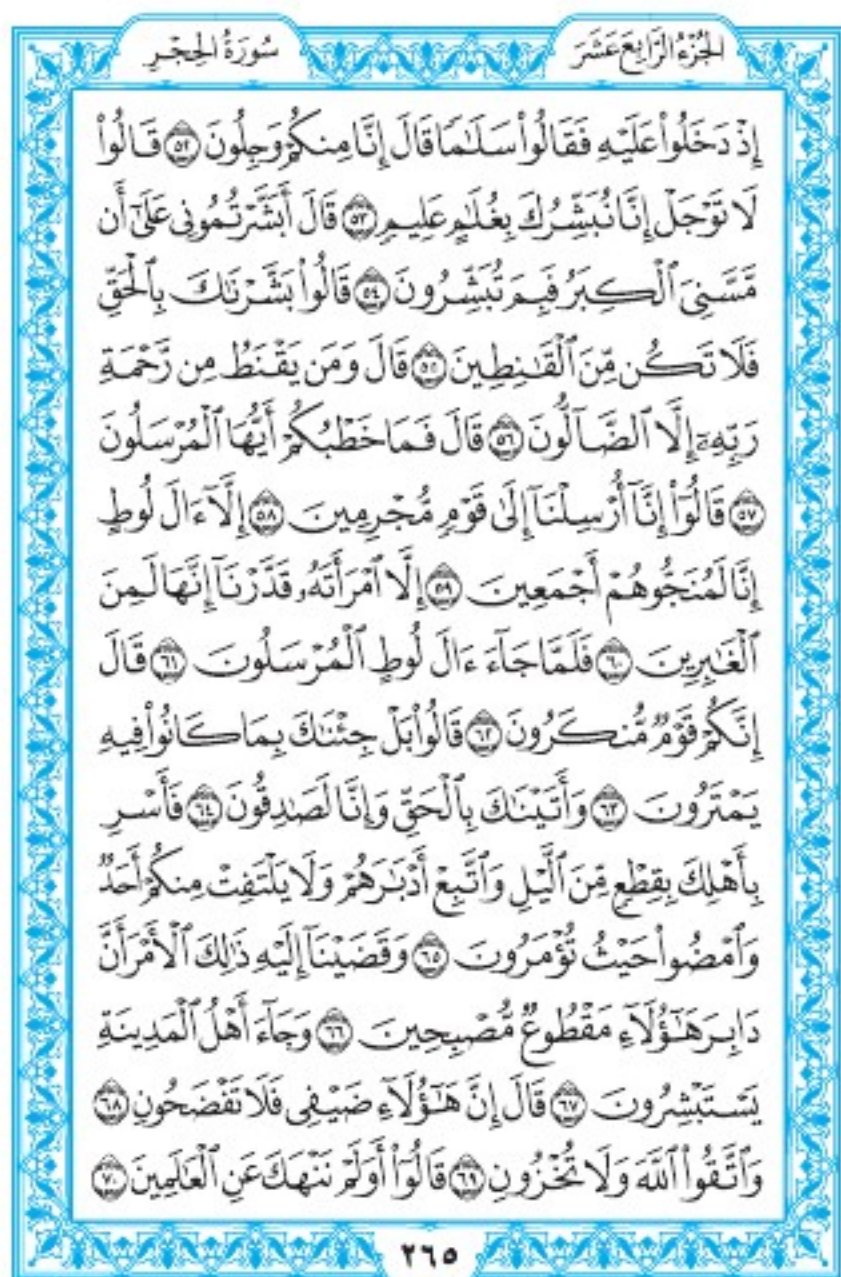 الجزء الرابع عشر
سورة الحجر
إِذْ دَخَلُوا۟ عَلَيْهِ فَقَالُوا۟ سَلَٰمًا قَالَ إِنَّا مِنكُمْ وَجِلُونَ ٥٢ قَالُوا۟
لَا تَوْجَلْ إِنَّا نُبَشِّرُكَ بِغُلَٰمٍ عَلِيمٍ ٥٣ قَالَ أَبَشَّرْتُمُونِى عَلَىٰٓ أَن
مَّسَّنِىَ ٱلْكِبَرُ فَبِمَ تُبَشِّرُونَ ٥٤ قَالُوا۟ بَشَّرْنَٰكَ بِٱلْحَقِّ
فَلَا تَكُن مِّنَ ٱلْقَٰنِطِينَ ٥٥ قَالَ وَمَن يَقْنَطُ مِن رَّحْمَةِ
رَبِّهِۦٓ إِلَّا ٱلضَّآلُّونَ ٥٦ قَالَ فَمَا خَطْبُكُمْ أَيُّهَا ٱلْمُرْسَلُونَ
٥٧ قَالُوٓا۟ إِنَّآ أُرْسِلْنَآ إِلَىٰ قَوْمٍ مُّجْرِمِينَ ٥٨ إِلَّآ ءَالَ لُوطٍ
إِنَّا لَمُنَجُّوهُمْ أَجْمَعِينَ ٥٩ إِلَّا ٱمْرَأَتَهُۥ قَدَّرْنَآ إِنَّهَا لَمِنَ
ٱلْغَٰبِرِينَ ٦٠ فَلَمَّا جَآءَ ءَالَ لُوطٍ ٱلْمُرْسَلُونَ ٦١ قَالَ
إِنَّكُمْ قَوْمٌ مُّنكَرُونَ ٦٢ قَالُوا۟ بَلْ جِئْنَٰكَ بِمَا كَانُوا۟ فِيهِ
يَمْتَرُونَ ٦٣ وَأَتَيْنَٰكَ بِٱلْحَقِّ وَإِنَّا لَصَٰدِقُونَ ٦٤ فَأَسْرِ
بِأَهْلِكَ بِقِطْعٍ مِّنَ ٱلَّيْلِ وَٱتَّبِعْ أَدْبَٰرَهُمْ وَلَا يَلْتَفِتْ مِنكُمْ أَحَدٌ
وَٱمْضُوا۟ حَيْثُ تُؤْمَرُونَ ٦٥ وَقَضَيْنَآ إِلَيْهِ ذَٰلِكَ ٱلْأَمْرَ أَنَّ
دَابِرَ هَٰٓؤُلَآءِ مَقْطُوعٌ مُّصْبِحِينَ ٦٦ وَجَآءَ أَهْلُ ٱلْمَدِينَةِ
يَسْتَبْشِرُونَ ٦٧ قَالَ إِنَّ هَٰٓؤُلَآءِ ضَيْفِى فَلَا تَفْضَحُونِ ٦٨
وَٱتَّقُوا۟ ٱللَّهَ وَلَا تُخْزُونِ ٦٩ قَالُوٓا۟ أَوَلَمْ نَنْهَكَ عَنِ ٱلْعَٰلَمِينَ ٧٠
٢٦٥